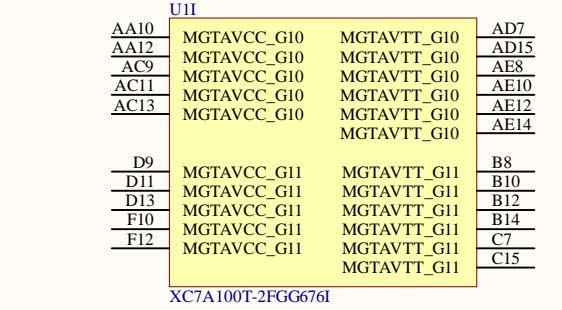 U1I
AA10 MGTAVCC_G10 MGTAVTT_G10 AD7
AA12 MGTAVCC_G10 MGTAVTT_G10 AD15
AC9 MGTAVCC_G10 MGTAVTT_G10 AE8
AC11 MGTAVCC_G10 MGTAVTT_G10 AE10
AC13 MGTAVCC_G10 MGTAVTT_G10 AE12
MGTAVTT_G10 AE14
D9 MGTAVCC_G11 MGTAVTT_G11 B8
D11 MGTAVCC_G11 MGTAVTT_G11 B10
D13 MGTAVCC_G11 MGTAVTT_G11 B12
F10 MGTAVCC_G11 MGTAVTT_G11 B14
F12 MGTAVCC_G11 MGTAVTT_G11 C7
MGTAVTT_G11 C15
XC7A100T-2FGG676I